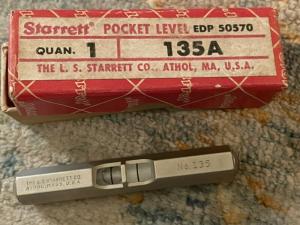 Starrett® POCKET LEVEL EDP 50570
QUAN. 1 135A
THE L. S. STARRETT CO., ATHOL, MA, U.S.A.
THE L.S. STARRETT CO.
ATHOL, MASS., U.S.A.
No. 135